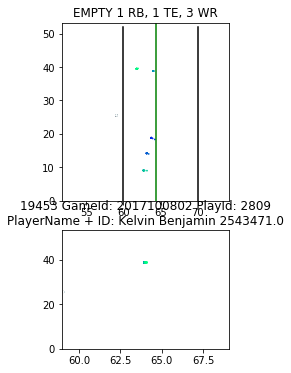 EMPTY 1 RB, 1 TE, 3 WR
50
40
30
20
10
0
55 60 65 70
19453 GameId: 2017100802 PlayId: 2809
PlayerName + ID: Kelvin Benjamin 2543471.0
40
20
0
60.0 62.5 65.0 67.5